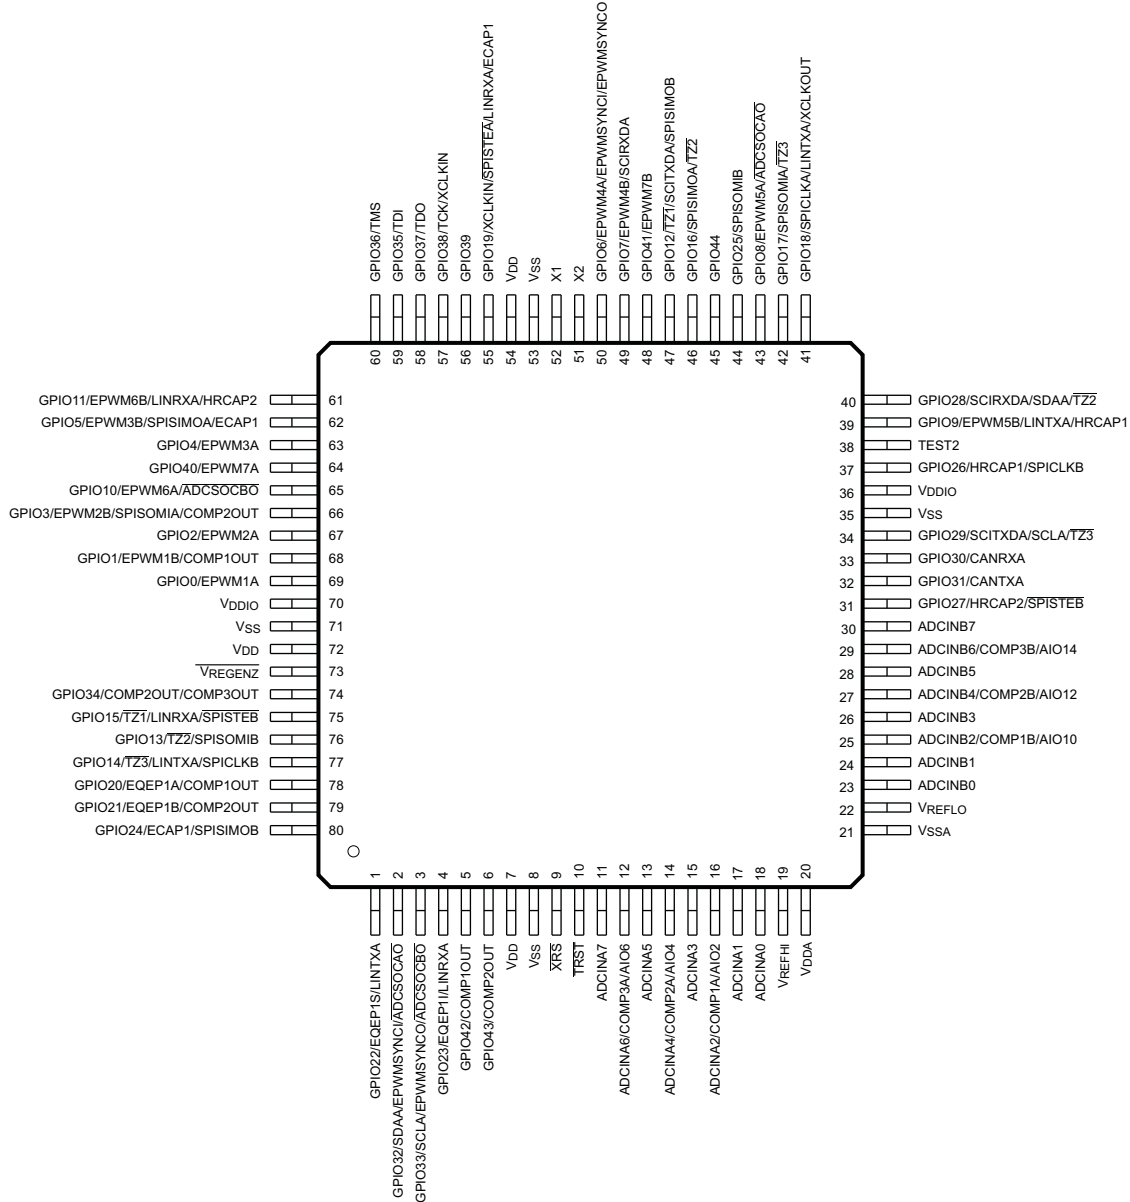 GPIO36/TMS
GPIO35/TDI
GPIO37/TDO
GPIO38/TCK/XCLKIN
GPIO39
GPIO19/XCLKIN/SPISTEA/LINRXA/ECAP1
VDD
VSS
X1
X2
GPIO6/EPWM4A/EPWMSYNCI/EPWMSYNCO
GPIO7/EPWM4B/SCIRXDA
GPIO41/EPWM7B
GPIO12/TZ1/SCITXDA/SPISIMOB
GPIO16/SPISIMOA/TZ2
GPIO44
GPIO25/SPISOMIB
GPIO8/EPWM5A/ADCSOCAO
GPIO17/SPISOMIA/TZ3
GPIO18/SPICLKA/LINTXA/XCLKOUT
60
59
58
57
56
55
54
53
52
51
50
49
48
47
46
45
44
43
42
41
GPIO11/EPWM6B/LINRXA/HRCAP2 61
GPIO5/EPWM3B/SPISIMOA/ECAP1 62
GPIO4/EPWM3A 63
GPIO40/EPWM7A 64
GPIO10/EPWM6A/ADCSOCBO 65
GPIO3/EPWM2B/SPISOMIA/COMP2OUT 66
GPIO2/EPWM2A 67
GPIO1/EPWM1B/COMP1OUT 68
GPIO0/EPWM1A 69
VDDIO 70
VSS 71
VDD 72
VREGENZ 73
GPIO34/COMP2OUT/COMP3OUT 74
GPIO15/TZ1/LINRXA/SPISTEB 75
GPIO13/TZ2/SPISOMIB 76
GPIO14/TZ3/LINTXA/SPICLKB 77
GPIO20/EQEP1A/COMP1OUT 78
GPIO21/EQEP1B/COMP2OUT 79
GPIO24/ECAP1/SPISIMOB 80
40 GPIO28/SCIRXDA/SDAA/TZ2
39 GPIO9/EPWM5B/LINTXA/HRCAP1
38 TEST2
37 GPIO26/HRCAP1/SPICLKB
36 VDDIO
35 VSS
34 GPIO29/SCITXDA/SCLA/TZ3
33 GPIO30/CANRXA
32 GPIO31/CANTXA
31 GPIO27/HRCAP2/SPISTEB
30 ADCINB7
29 ADCINB6/COMP3B/AIO14
28 ADCINB5
27 ADCINB4/COMP2B/AIO12
26 ADCINB3
25 ADCINB2/COMP1B/AIO10
24 ADCINB1
23 ADCINB0
22 VREFLO
21 VSSA
1
2
3
4
5
6
7
8
9
10
11
12
13
14
15
16
17
18
19
20
GPIO22/EQEP1S/LINTXA
GPIO32/SDAA/EPWMSYNCI/ADCSOCAO
GPIO33/SCLA/EPWMSYNCO/ADCSOCBO
GPIO23/EQEP1I/LINRXA
GPIO42/COMP1OUT
GPIO43/COMP2OUT
VDD
VSS
XRS
TRST
ADCINA7
ADCINA6/COMP3A/AIO6
ADCINA5
ADCINA4/COMP2A/AIO4
ADCINA3
ADCINA2/COMP1A/AIO2
ADCINA1
ADCINA0
VREFHI
VDDA